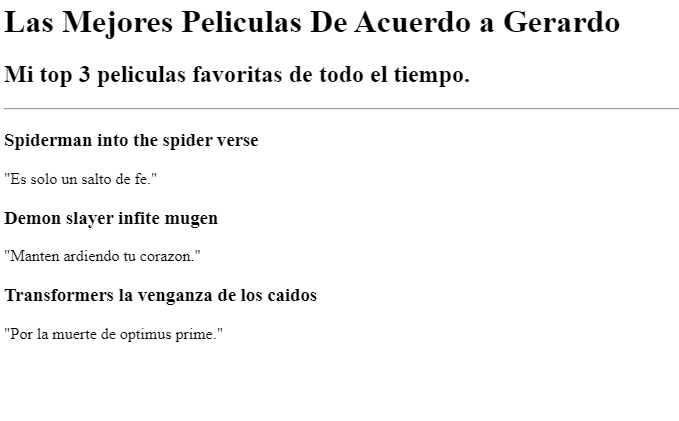 Las Mejores Peliculas De Acuerdo a Gerardo
Mi top 3 peliculas favoritas de todo el tiempo.
Spiderman into the spider verse
"Es solo un salto de fe."
Demon slayer infite mugen
"Manten ardiendo tu corazon."
Transformers la venganza de los caidos
"Por la muerte de optimus prime."